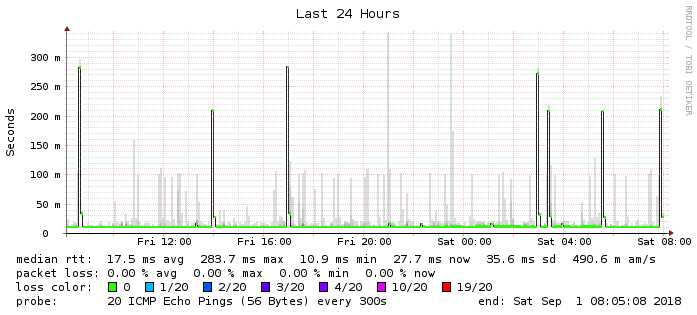 Last 24 Hours
RRDTOOL / TOBI OETIKER
Seconds
300 m
250 m
200 m
150 m
100 m
50 m
0
Fri 12:00 Fri 16:00 Fri 20:00 Sat 00:00 Sat 04:00 Sat 08:00
median rtt: 17.5 ms avg 283.7 ms max 10.9 ms min 27.7 ms now 35.6 ms sd 490.6 m am/s
packet loss: 0.00 % avg 0.00 % max 0.00 % min 0.00 % now
loss color: 0 1/20 2/20 3/20 4/20 10/20 19/20
probe: 20 ICMP Echo Pings (56 Bytes) every 300s end: Sat Sep 1 08:05:08 2018